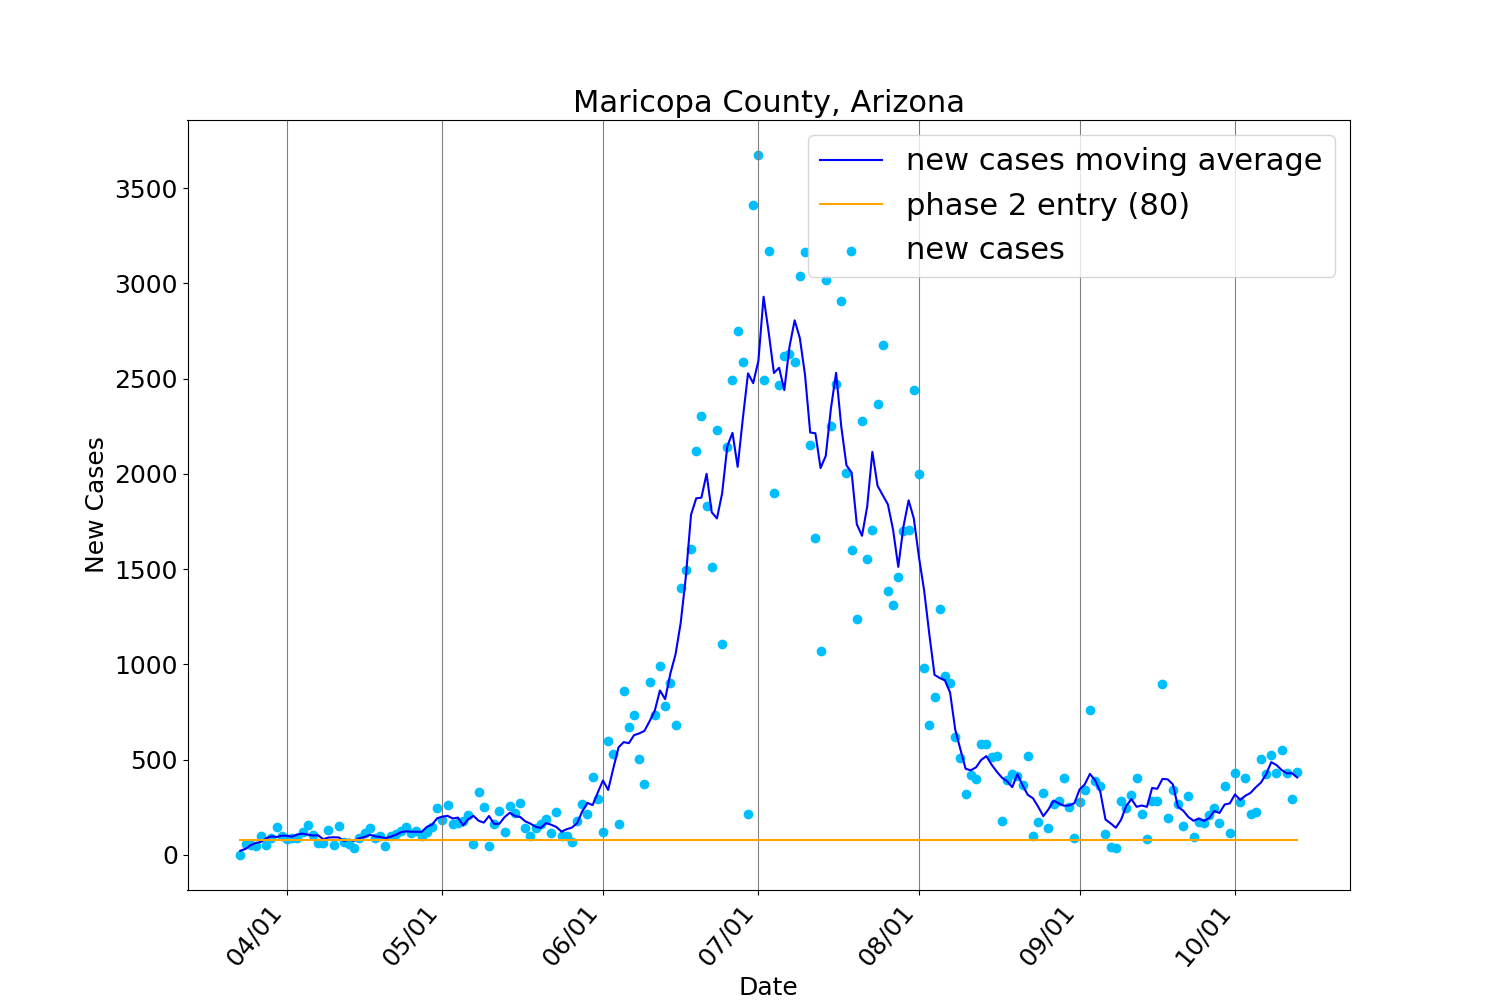 Maricopa County, Arizona
new cases moving average
phase 2 entry (80)
new cases
New Cases
3500
3000
2500
2000
1500
1000
500
0
04/01
05/01
06/01
07/01
08/01
09/01
10/01
Date